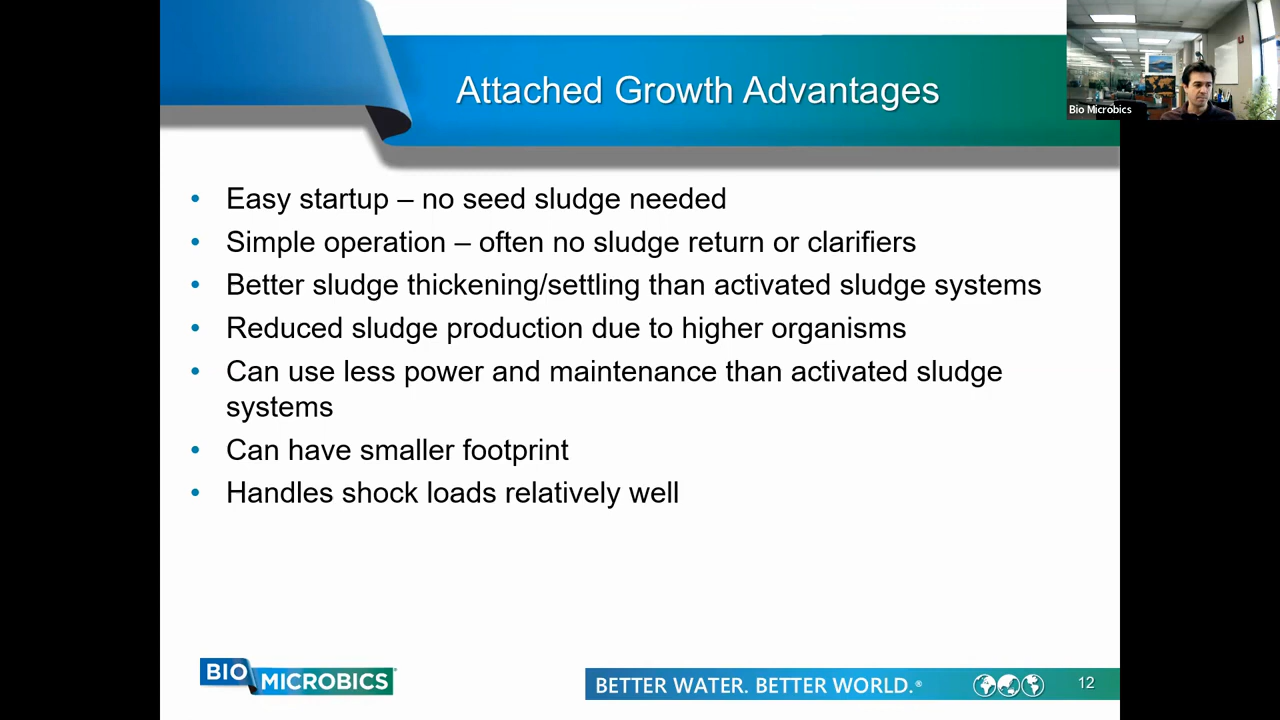 Attached Growth Advantages
Bio Microbics
• Easy startup – no seed sludge needed
• Simple operation – often no sludge return or clarifiers
• Better sludge thickening/settling than activated sludge systems
• Reduced sludge production due to higher organisms
• Can use less power and maintenance than activated sludge
systems
• Can have smaller footprint
• Handles shock loads relatively well
BIO MICROBICS®
BETTER WATER. BETTER WORLD.®
12